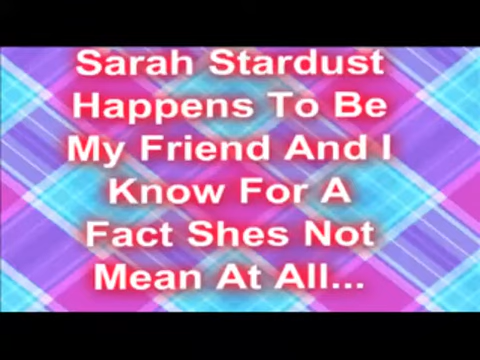 Sarah Stardust
Happens To Be
My Friend And I
Know For A
Fact Shes Not
Mean At All...